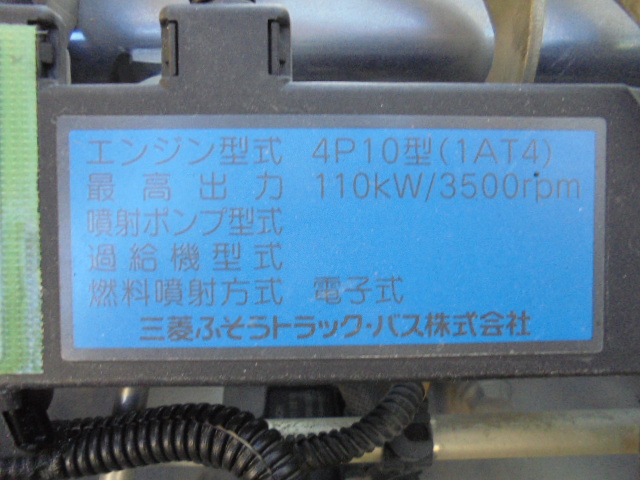 エンジン型式 4P10型(1AT4)
最高出力 110kW/3500rpm
噴射ポンプ型式
過給機型式
燃料噴射方式 電子式
三菱ふそうトラック・バス株式会社